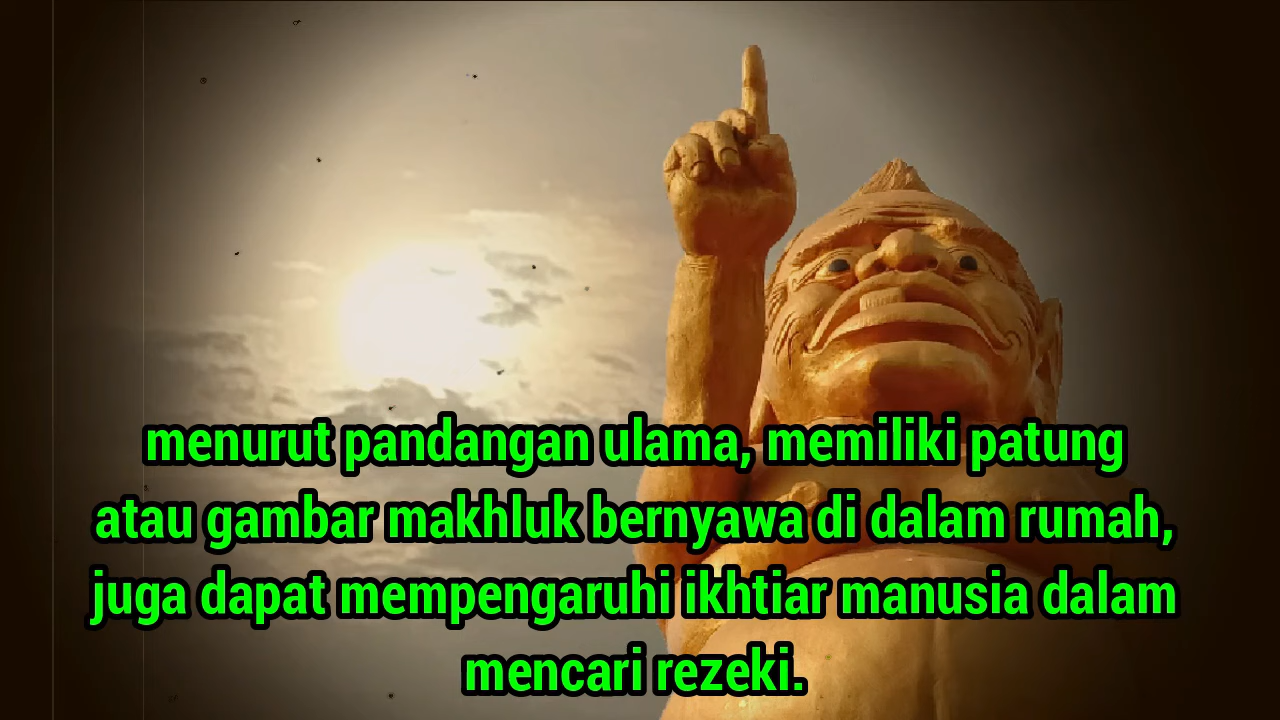 menurut pandangan ulama, memiliki patung
atau gambar makhluk bernyawa di dalam rumah,
juga dapat mempengaruhi ikhtiar manusia dalam
mencari rezeki.